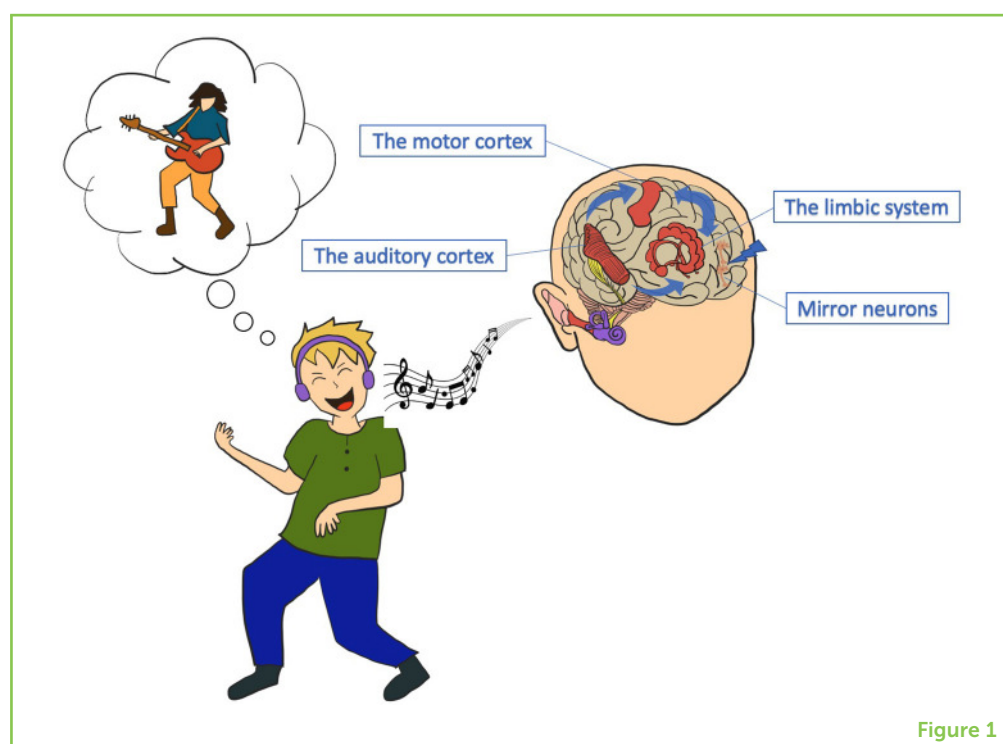 The motor cortex
The limbic system
The auditory cortex
Mirror neurons
Figure 1